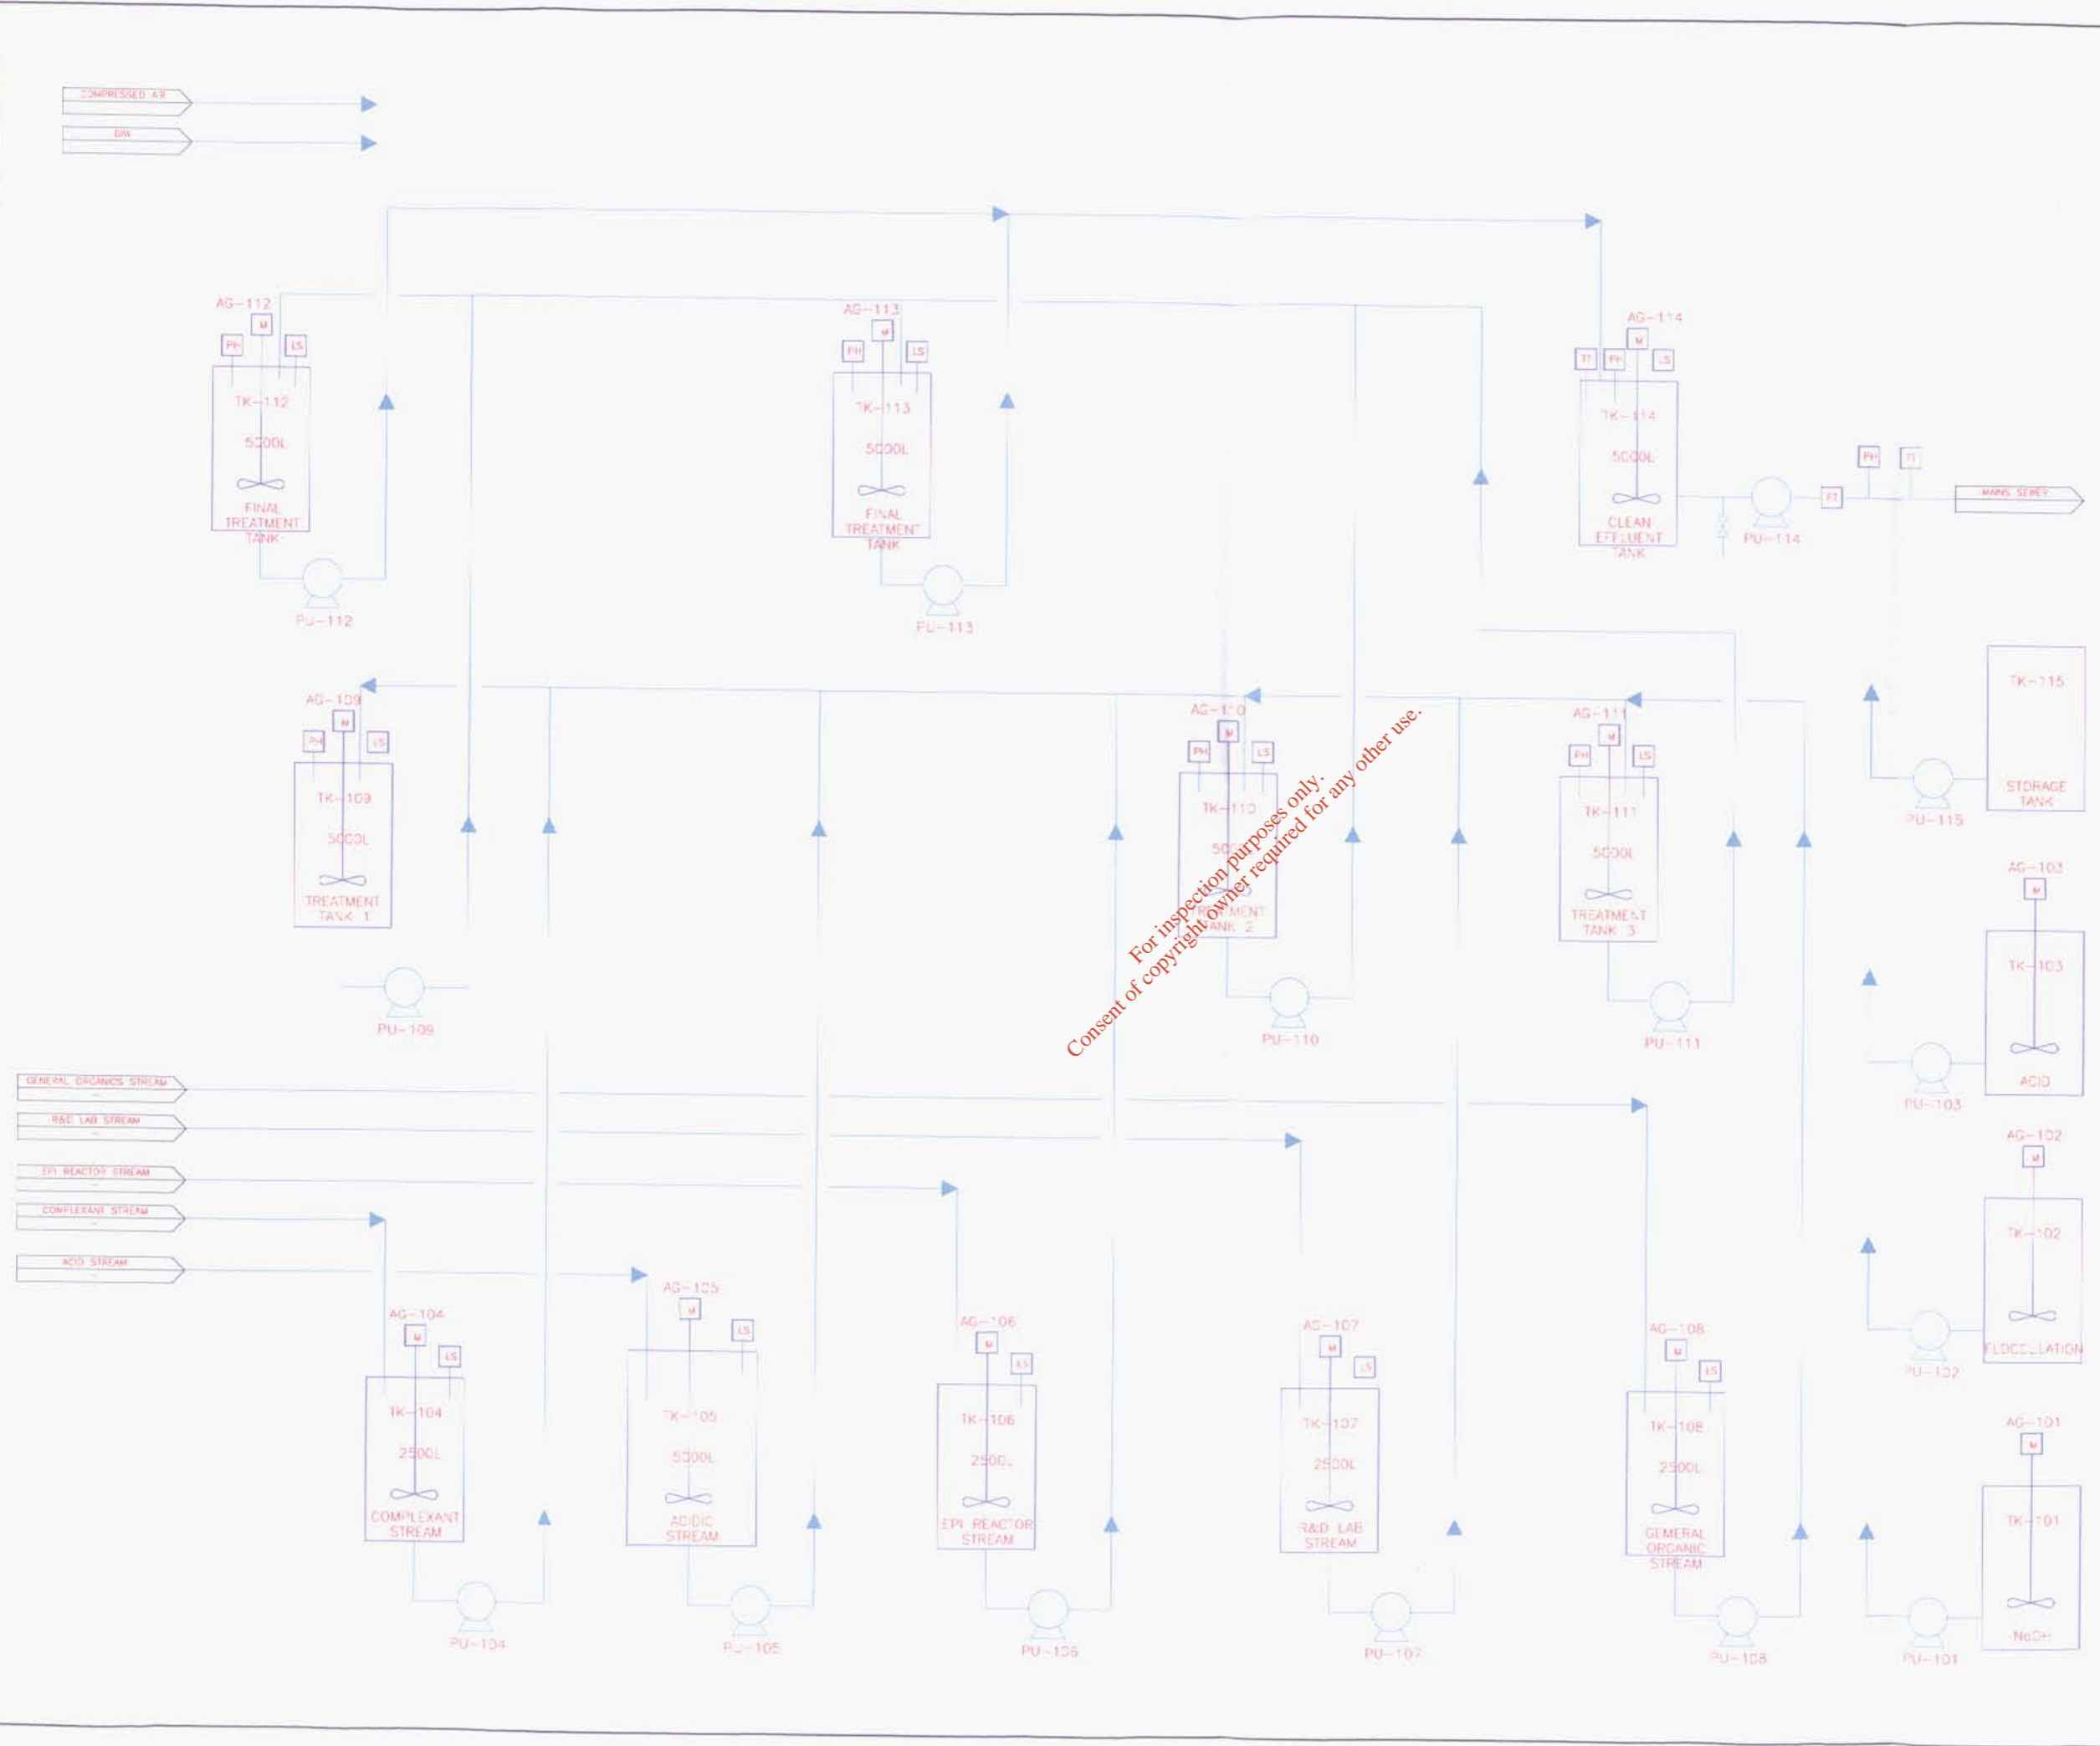 COMPRESSED AIR
DIW
AG-112
M
PH
LS
TK-112
5000L
FINAL
TREATMENT
TANK
PU-112
AG-113
M
PH
LS
TK-113
5000L
FINAL
TREATMENT
TANK
PU-113
AG-114
M
TT
PH
LS
TK-114
5000L
CLEAN
EFFLUENT
TANK
PU-114
FT
PH
TT
MAINS SEWER
AG-109
M
PH
LS
TK-109
5000L
TREATMENT
TANK 1
PU-109
AG-110
M
PH
LS
TK-110
TREATMENT
TANK 2
PU-110
AG-111
M
PH
LS
TK-111
5000L
TREATMENT
TANK 3
PU-111
TK-115
STORAGE
TANK
PU-115
AG-103
M
TK-103
ACID
PU-103
AG-102
M
TK-102
FLOCCULATION
PU-102
AG-101
M
TK-101
NaOH
PU-101
For inspection purposes only.
Consent of copyright owner required for any other use.
GENERAL ORGANICS STREAM
R&D LAB STREAM
EPI REACTOR STREAM
COMPLEXANT STREAM
ACID STREAM
AG-104
M
LS
TK-104
2500L
COMPLEXANT
STREAM
PU-104
AG-105
M
LS
TK-105
5000L
ACIDIC
STREAM
PU-105
AG-106
M
LS
TK-106
2500L
EPI REACTOR
STREAM
PU-106
AG-107
M
LS
TK-107
2500L
R&D LAB
STREAM
PU-107
AG-108
M
LS
TK-108
2500L
GEMERAL
ORGANIC
STREAM
PU-108